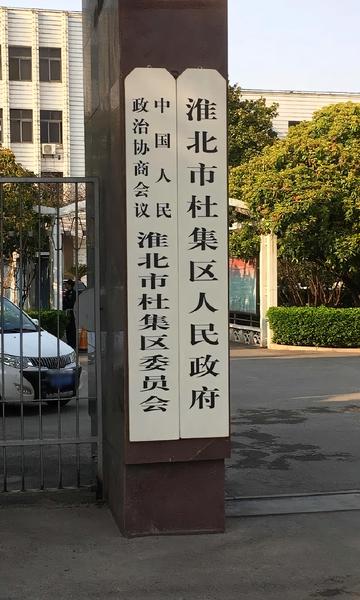 淮北市杜集区人民政府
中国人民
政治协商会议
淮北市杜集区委员会